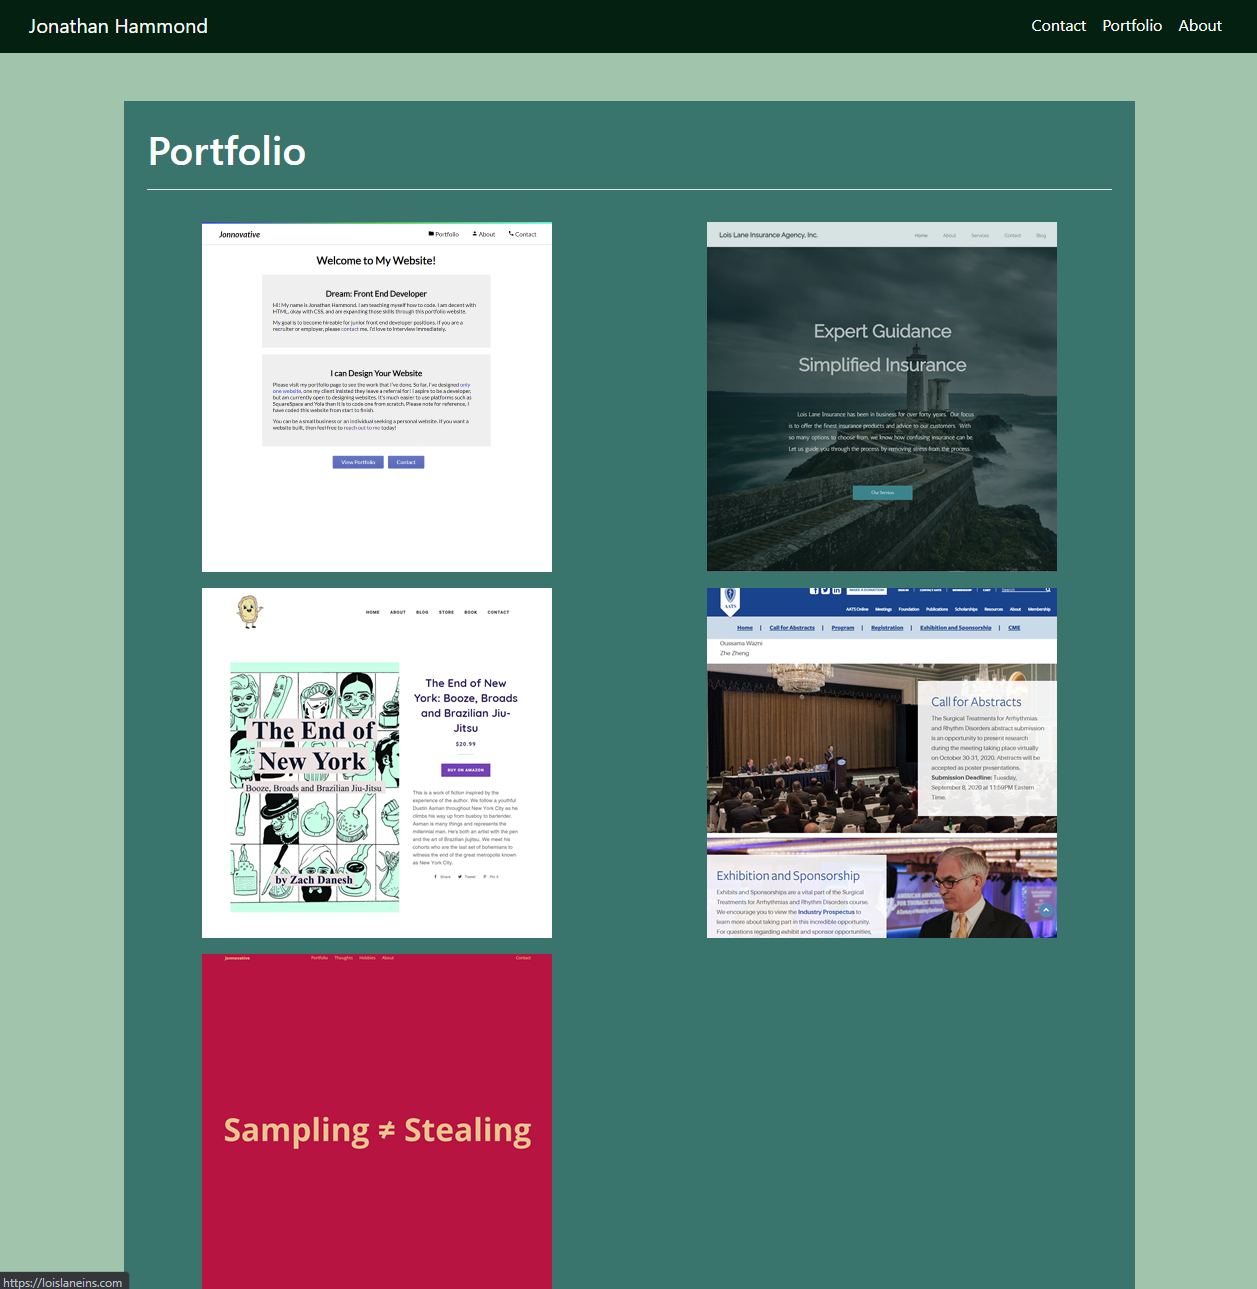 Jonathan Hammond
Contact Portfolio About
Portfolio
Jonnovative
Portfolio About Contact
Welcome to My Website!
Dream: Front End Developer
Hi! My name is Jonathan Hammond. I am teaching myself how to code. I am decent with
HTML, okay with CSS, and am expanding those skills through this portfolio website.
My goal is to become hireable for junior front end developer positions. If you are a
recruiter or employer, please contact me. I'd love to interview immediately.
I can Design Your Website
Please visit my portfolio page to see the work that I've done. So far, I've designed only
one website, one my client insisted they leave a referral for! I aspire to be a developer,
but am currently open to designing websites. It's much easier to use platforms such as
SquareSpace and Yola than it is to code one from scratch. Please note for reference, I
have coded this website from start to finish.
You can be a small business or an individual seeking a personal website. If you want a
website built, then feel free to reach out to me today!
View Portfolio Contact
Lois Lane Insurance Agency, Inc.
Home About Services Contact Blog
Expert Guidance
Simplified Insurance
Lois Lane Insurance has been in business for over forty years. Our focus
is to offer the finest insurance products and advice to our customers. With
so many options to choose from, we know how confusing insurance can be.
Let us guide you through the process by removing stress from the process.
Our Services
HOME ABOUT BLOG STORE BOOK CONTACT
The End of
New York
Booze, Broads and Brazilian Jiu-Jitsu
by Zach Danesh
The End of New
York: Booze, Broads
and Brazilian Jiu-
Jitsu
$20.99
BUY ON AMAZON
This is a work of fiction inspired by the
experience of the author. We follow a youthful
Dustin Asman throughout New York City as he
climbs his way up from busboy to bartender.
Asman is many things and represents the
millennial man. He's both an artist with the pen
and the art of Brazilian jiujitsu. We meet his
cohorts who are the last set of bohemians to
witness the end of the great metropolis known
as New York City.
Share Tweet Pin it
AATS
MAKE A DONATION SIGN IN | CONTACT AATS | MEMBERSHIP | CART | Search
AATS Online Meetings Foundation Publications Scholarships Resources About Membership
Home | Call for Abstracts | Program | Registration | Exhibition and Sponsorship | CME
Oussama Wazni
Zhe Zheng
Call for Abstracts
The Surgical Treatments for Arrhythmias
and Rhythm Disorders abstract submission
is an opportunity to present research
during the meeting taking place virtually
on October 30-31, 2020. Abstracts will be
accepted as poster presentations.
Submission Deadline: Tuesday,
September 8, 2020 at 11:59PM Eastern
Time.
Exhibition and Sponsorship
Exhibits and Sponsorships are a vital part of the Surgical
Treatments for Arrhythmias and Rhythm Disorders course.
We encourage you to view the Industry Prospectus to
learn more about taking part in this incredible opportunity.
For questions regarding exhibit and sponsor opportunities,
Jonnovative
Portfolio Thoughts Hobbies About Contact
Sampling ≠ Stealing
https://loislaneins.com